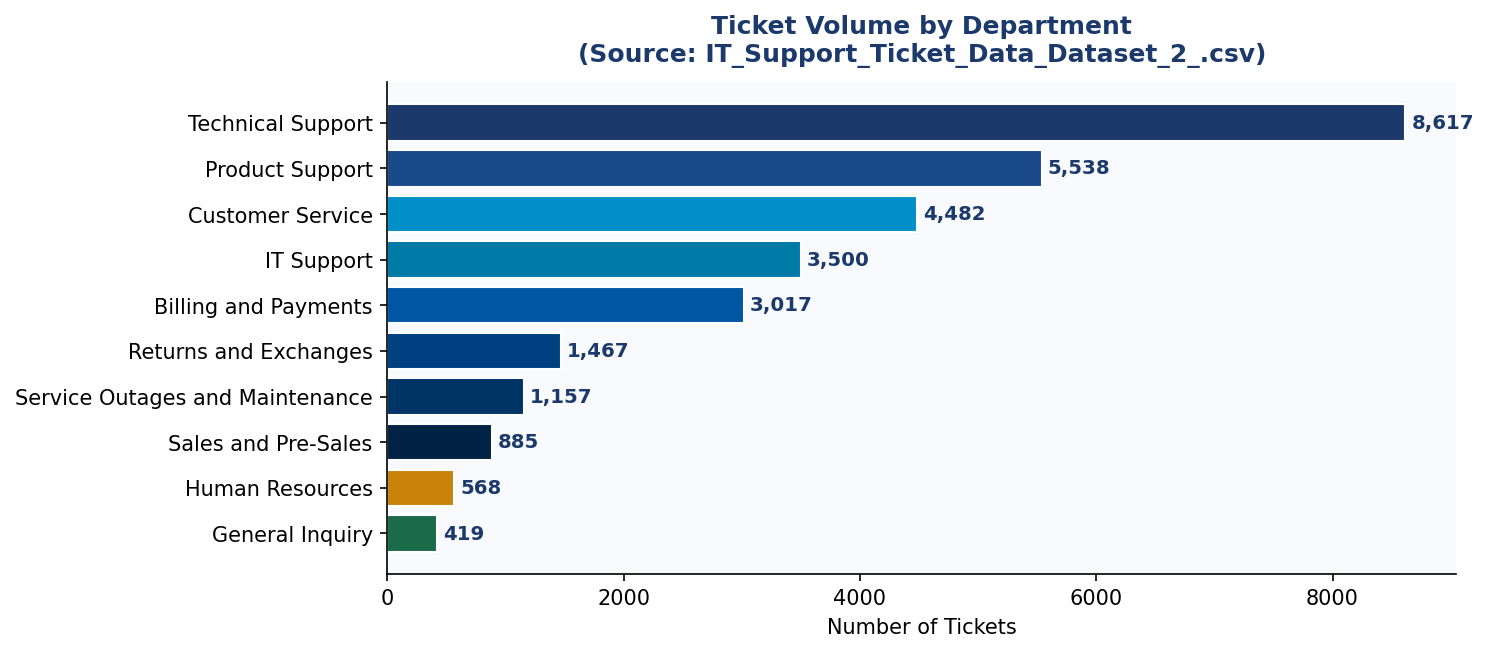 Ticket Volume by Department
(Source: IT_Support_Ticket_Data_Dataset_2_.csv)
Technical Support 8,617
Product Support 5,538
Customer Service 4,482
IT Support 3,500
Billing and Payments 3,017
Returns and Exchanges 1,467
Service Outages and Maintenance 1,157
Sales and Pre-Sales 885
Human Resources 568
General Inquiry 419
0 2000 4000 6000 8000
Number of Tickets